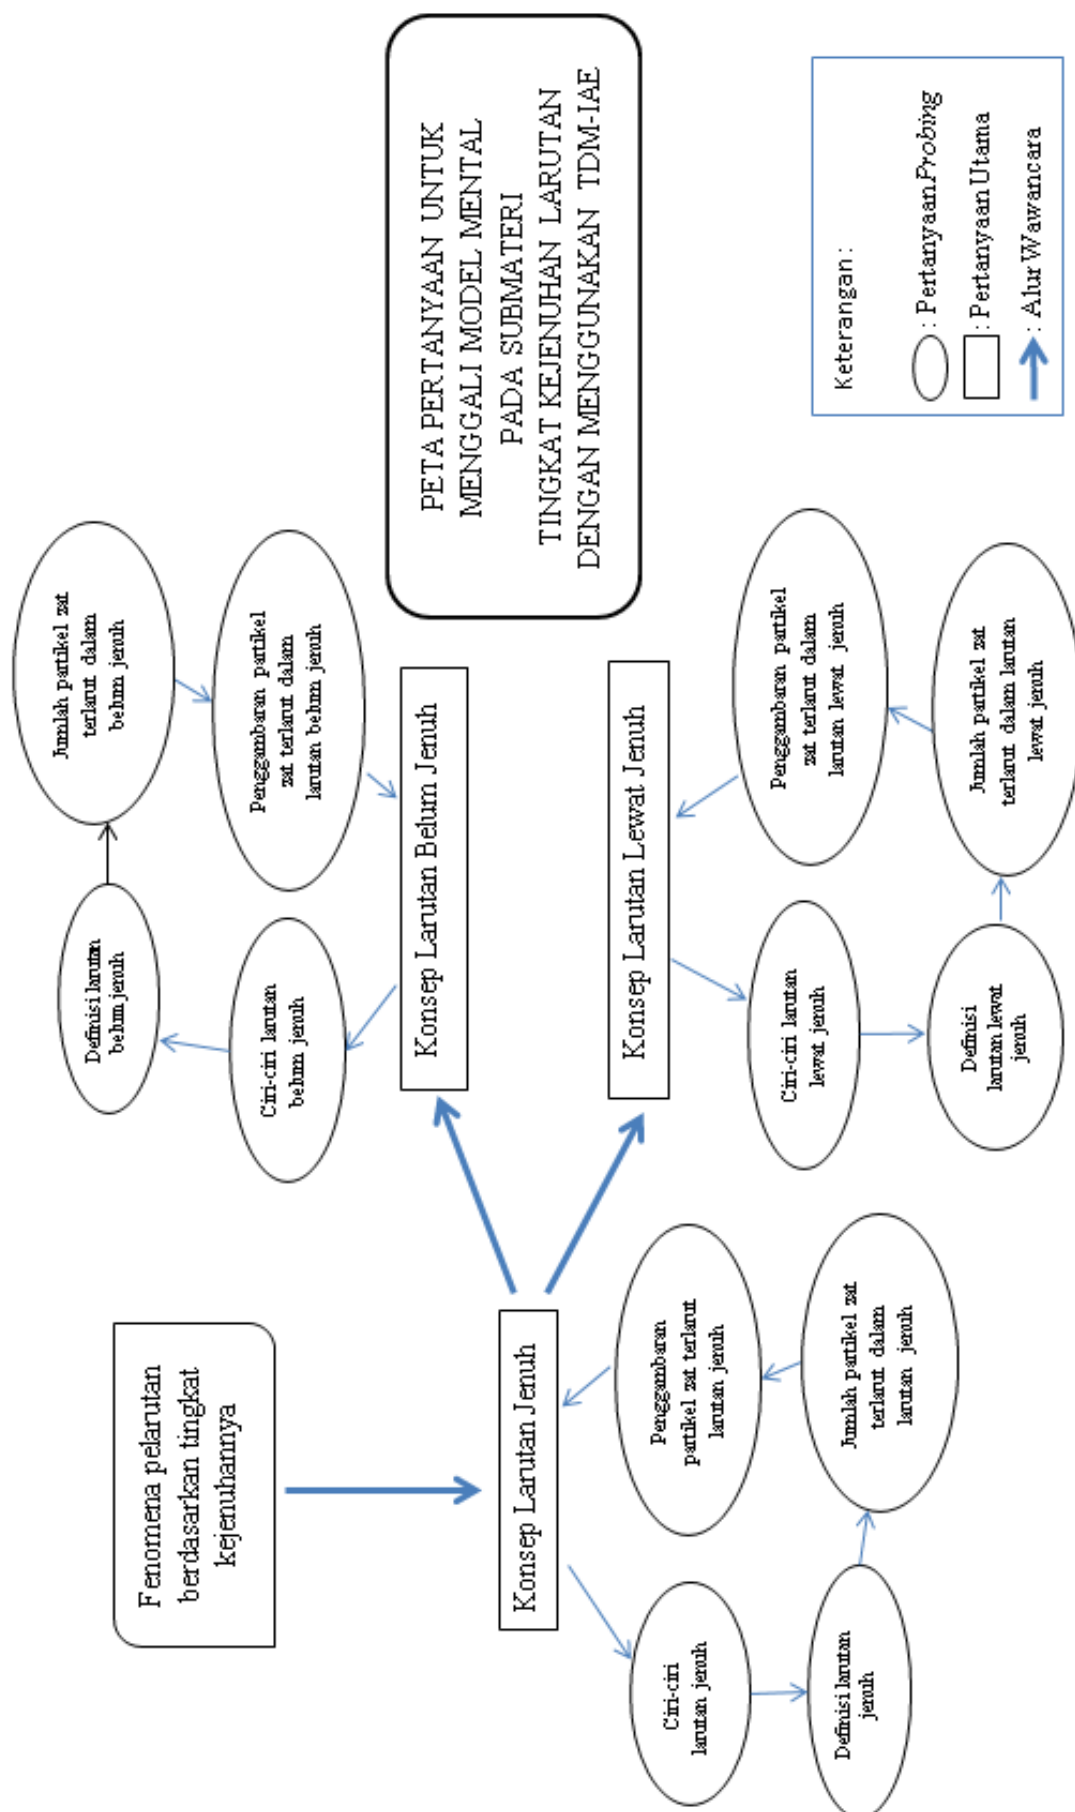 PETA PERTANYAAN UNTUK
MENGGALI MODEL MENTAL
PADA SUBMATERI
TINGKAT KEJENUHAN LARUTAN
DENGAN MENGGUNAKAN TDM-IAE
Fenomena pelarutan
berdasarkan tingkat
kejenuhannya
Konsep Larutan Jenuh
Ciri-ciri
larutan jenuh
Definisi larutan
jenuh
Jumlah partikel zat
terlarut dalam
larutan jenuh
Penggambaran
partikel zat terlarut
larutan jenuh
Konsep Larutan Belum Jenuh
Ciri-ciri larutan
belum jenuh
Definisi larutan
belum jenuh
Jumlah partikel zat
terlarut dalam
belum jenuh
Penggambaran partikel
zat terlarut dalam
larutan belum jenuh
Konsep Larutan Lewat Jenuh
Ciri-ciri larutan
lewat jenuh
Definisi
larutan lewat
jenuh
Jumlah partikel zat
terlarut dalam larutan
lewat jenuh
Penggambaran partikel
zat terlarut dalam
larutan lewat jenuh
Keterangan :
: Pertanyaan Probing
: Pertanyaan Utama
: Alur Wawancara